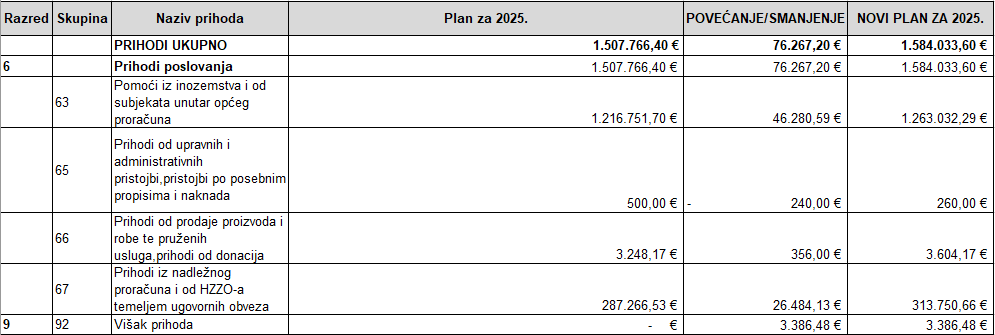 Razred Skupina Naziv prihoda Plan za 2025. POVEĆANJE/SMANJENJE NOVI PLAN ZA 2025.
PRIHODI UKUPNO 1.507.766,40 € 76.267,20 € 1.584.033,60 €
6 Prihodi poslovanja 1.507.766,40 € 76.267,20 € 1.584.033,60 €
Pomoći iz inozemstva i od
63 subjekata unutar općeg
proračuna 1.216.751,70 € 46.280,59 € 1.263.032,29 €
Prihodi od upravnih i
administrativnih
65 pristojbi,pristojbi po posebnim
propisima i naknada 500,00 € - 240,00 € 260,00 €
Prihodi od prodaje proizvoda i
66 robe te pruženih
usluga,prihodi od donacija 3.248,17 € 356,00 € 3.604,17 €
Prihodi iz nadležnog
67 proračuna i od HZZO-a
temeljem ugovornih obveza 287.266,53 € 26.484,13 € 313.750,66 €
9 92 Višak prihoda - € 3.386,48 € 3.386,48 €